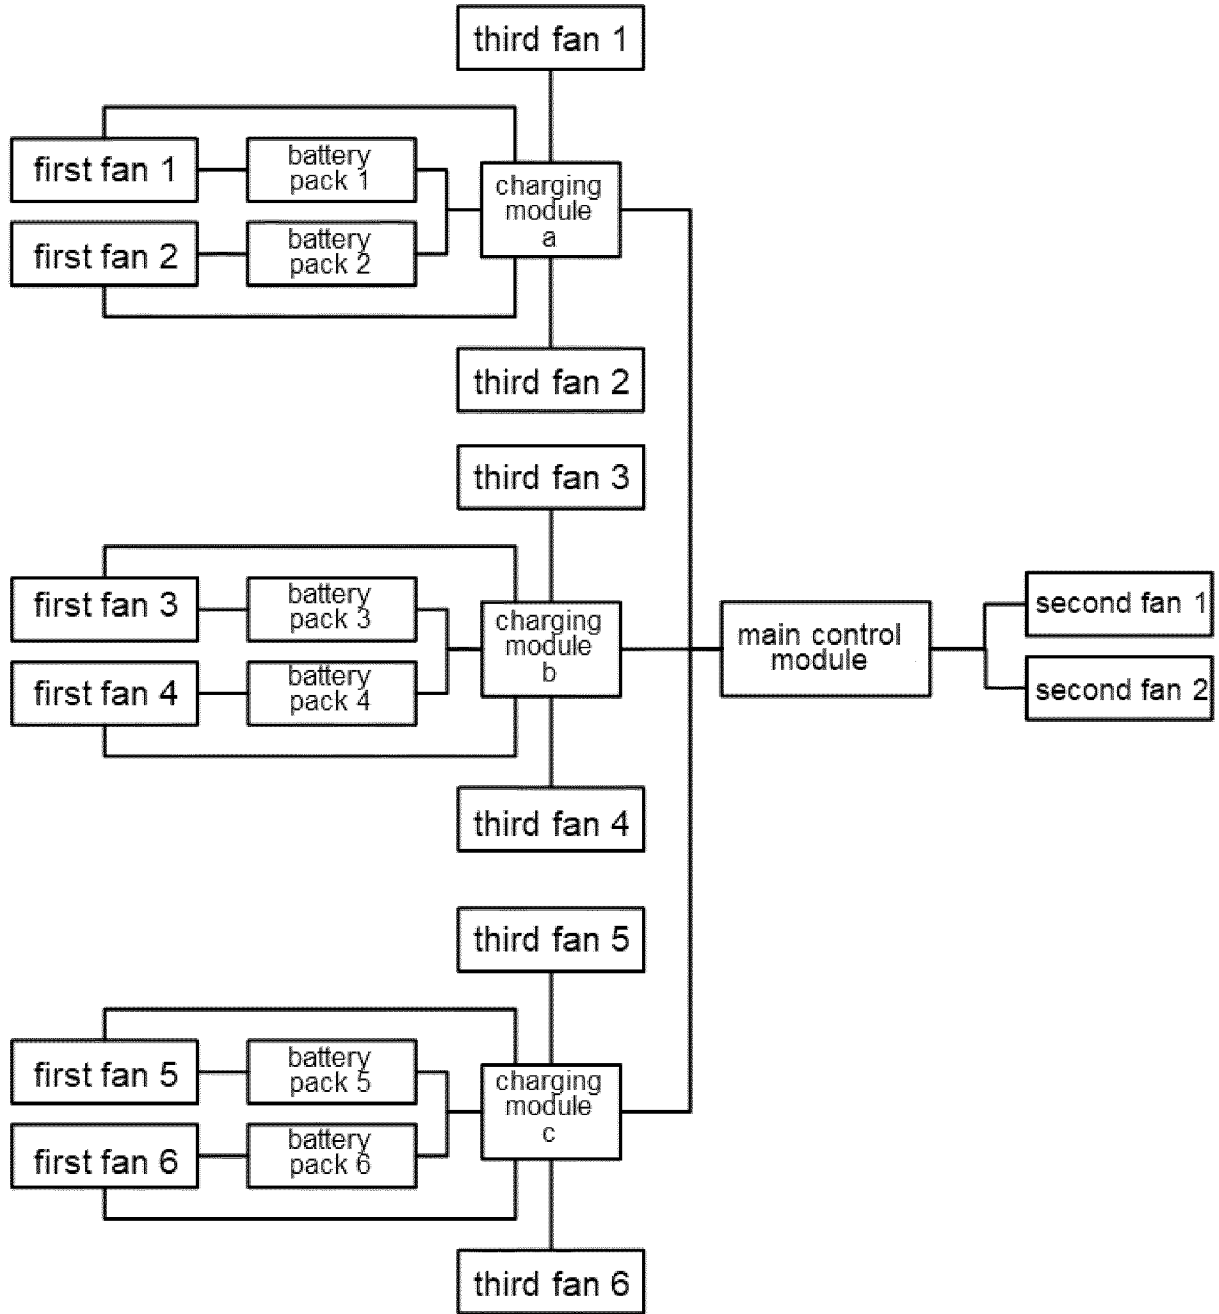 third fan 1
first fan 1
battery
pack 1
charging
module
a
first fan 2
battery
pack 2
third fan 2
third fan 3
first fan 3
battery
pack 3
charging
module
b
first fan 4
battery
pack 4
third fan 4
main control
module
second fan 1
second fan 2
third fan 5
first fan 5
battery
pack 5
charging
module
c
first fan 6
battery
pack 6
third fan 6